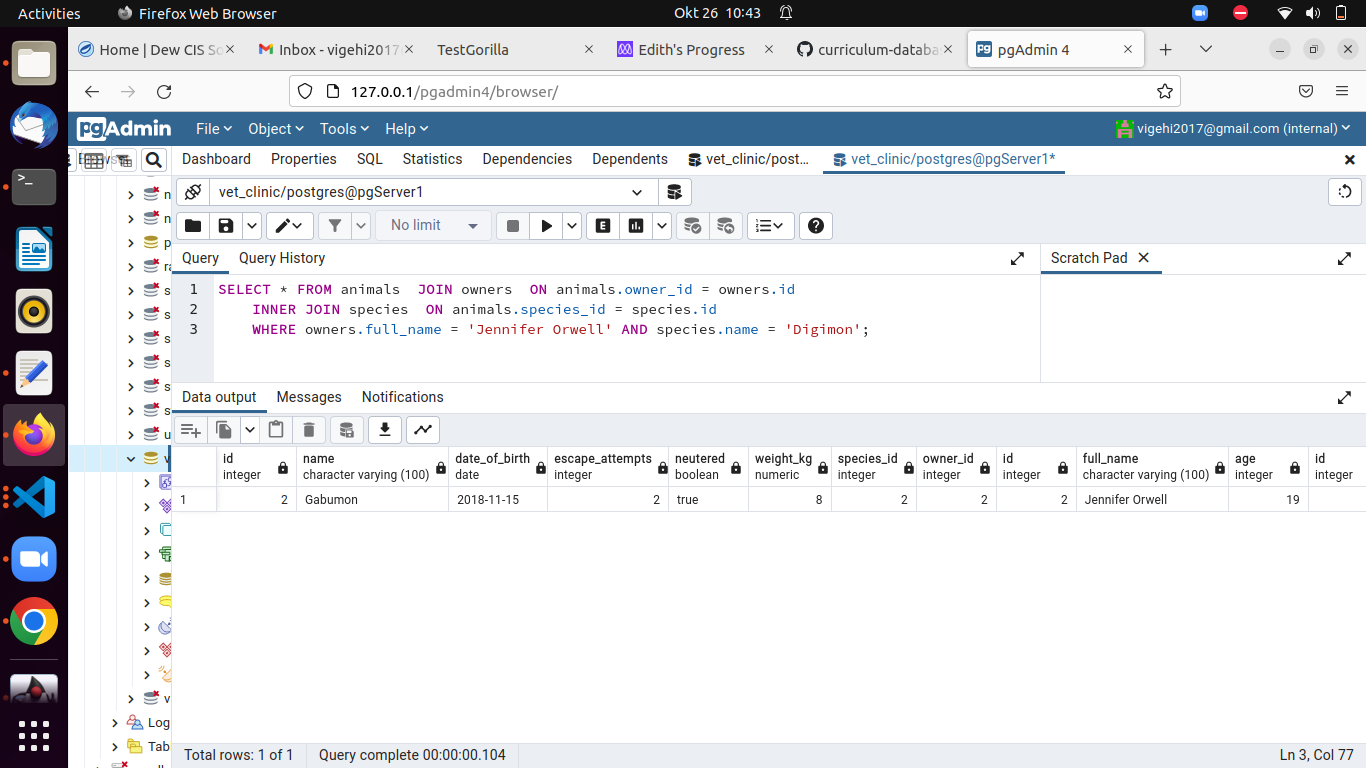 Activities Firefox Web Browser Okt 26 10:43
Home | Dew CIS So Inbox - vigehi2017 TestGorilla Edith's Progress curriculum-databa pgAdmin 4
127.0.0.1/pgadmin4/browser/
pgAdmin File Object Tools Help vigehi2017@gmail.com (internal)
Dashboard Properties SQL Statistics Dependencies Dependents vet_clinic/post... vet_clinic/postgres@pgServer1*
vet_clinic/postgres@pgServer1
No limit
Query Query History Scratch Pad
1 SELECT * FROM animals JOIN owners ON animals.owner_id = owners.id
2 INNER JOIN species ON animals.species_id = species.id
3 WHERE owners.full_name = 'Jennifer Orwell' AND species.name = 'Digimon';
Data output Messages Notifications
id name date_of_birth escape_attempts neutered weight_kg species_id owner_id id full_name age id
integer character varying (100) date integer boolean numeric integer integer integer character varying (100) integer integer
1 2 Gabumon 2018-11-15 2 true 8 2 2 2 Jennifer Orwell 19
Log
Tab
Total rows: 1 of 1 Query complete 00:00:00.104 Ln 3, Col 77